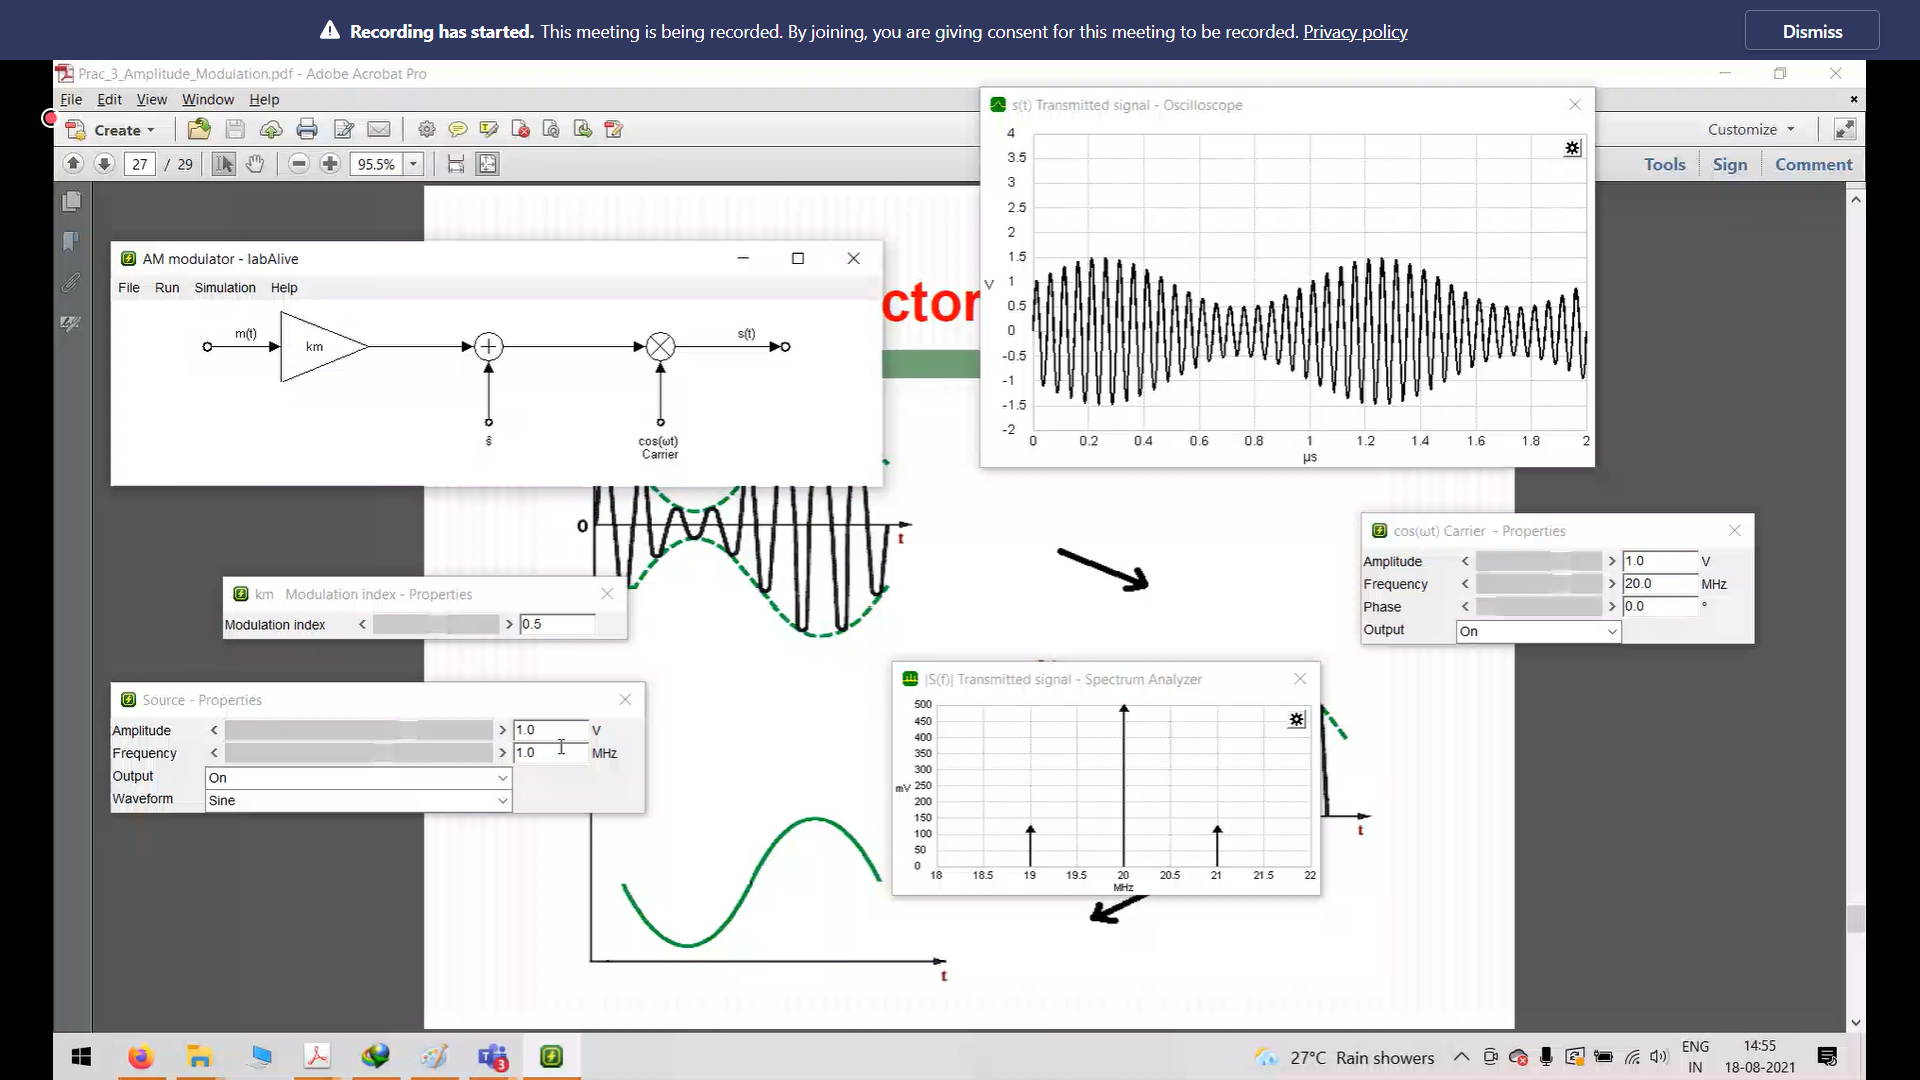 Recording has started. This meeting is being recorded. By joining, you are giving consent for this meeting to be recorded. Privacy policy
Dismiss
Prac_3_Amplitude_Modulation.pdf - Adobe Acrobat Pro
File Edit View Window Help
Create
Customize
27 / 29
95.5%
Tools Sign Comment
s(t) Transmitted signal - Oscilloscope
4
3.5
3
2.5
2
1.5
1
0.5
0
-0.5
-1
-1.5
-2
V
0 0.2 0.4 0.6 0.8 1 1.2 1.4 1.6 1.8 2
µs
AM modulator - labAlive
File Run Simulation Help
m(t)
km
s(t)
ŝ
cos(ωt)
Carrier
ctor
0
t
cos(ωt) Carrier - Properties
Amplitude < > 1.0 V
Frequency < > 20.0 MHz
Phase < > 0.0 °
Output On
km Modulation index - Properties
Modulation index < > 0.5
Source - Properties
Amplitude < > 1.0 V
Frequency < > 1.0 MHz
Output On
Waveform Sine
|S(f)| Transmitted signal - Spectrum Analyzer
500
450
400
350
300
250
200
150
100
50
0
mV
18 18.5 19 19.5 20 20.5 21 21.5 22
MHz
t
t
3
27°C Rain showers
ENG
IN
14:55
18-08-2021